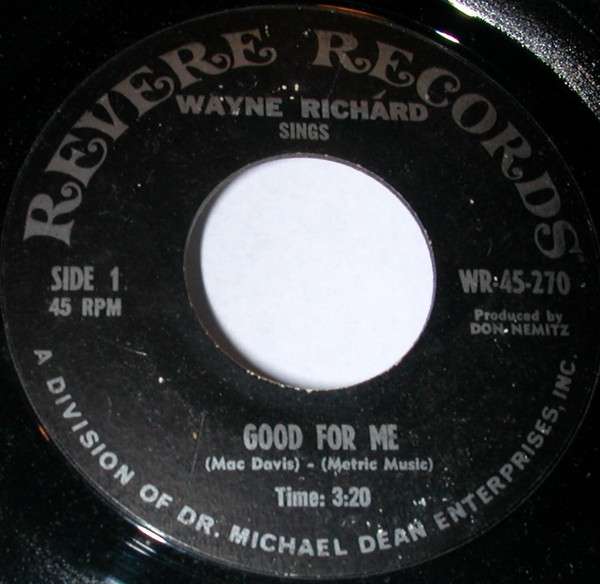 REVERE RECORDS
WAYNE RICHARD
SINGS
SIDE 1
45 RPM
WR-45-270
Produced by
DON NEMITZ
GOOD FOR ME
(Mac Davis) - (Metric Music)
Time: 3:20
A DIVISION OF DR. MICHAEL DEAN ENTERPRISES, INC.